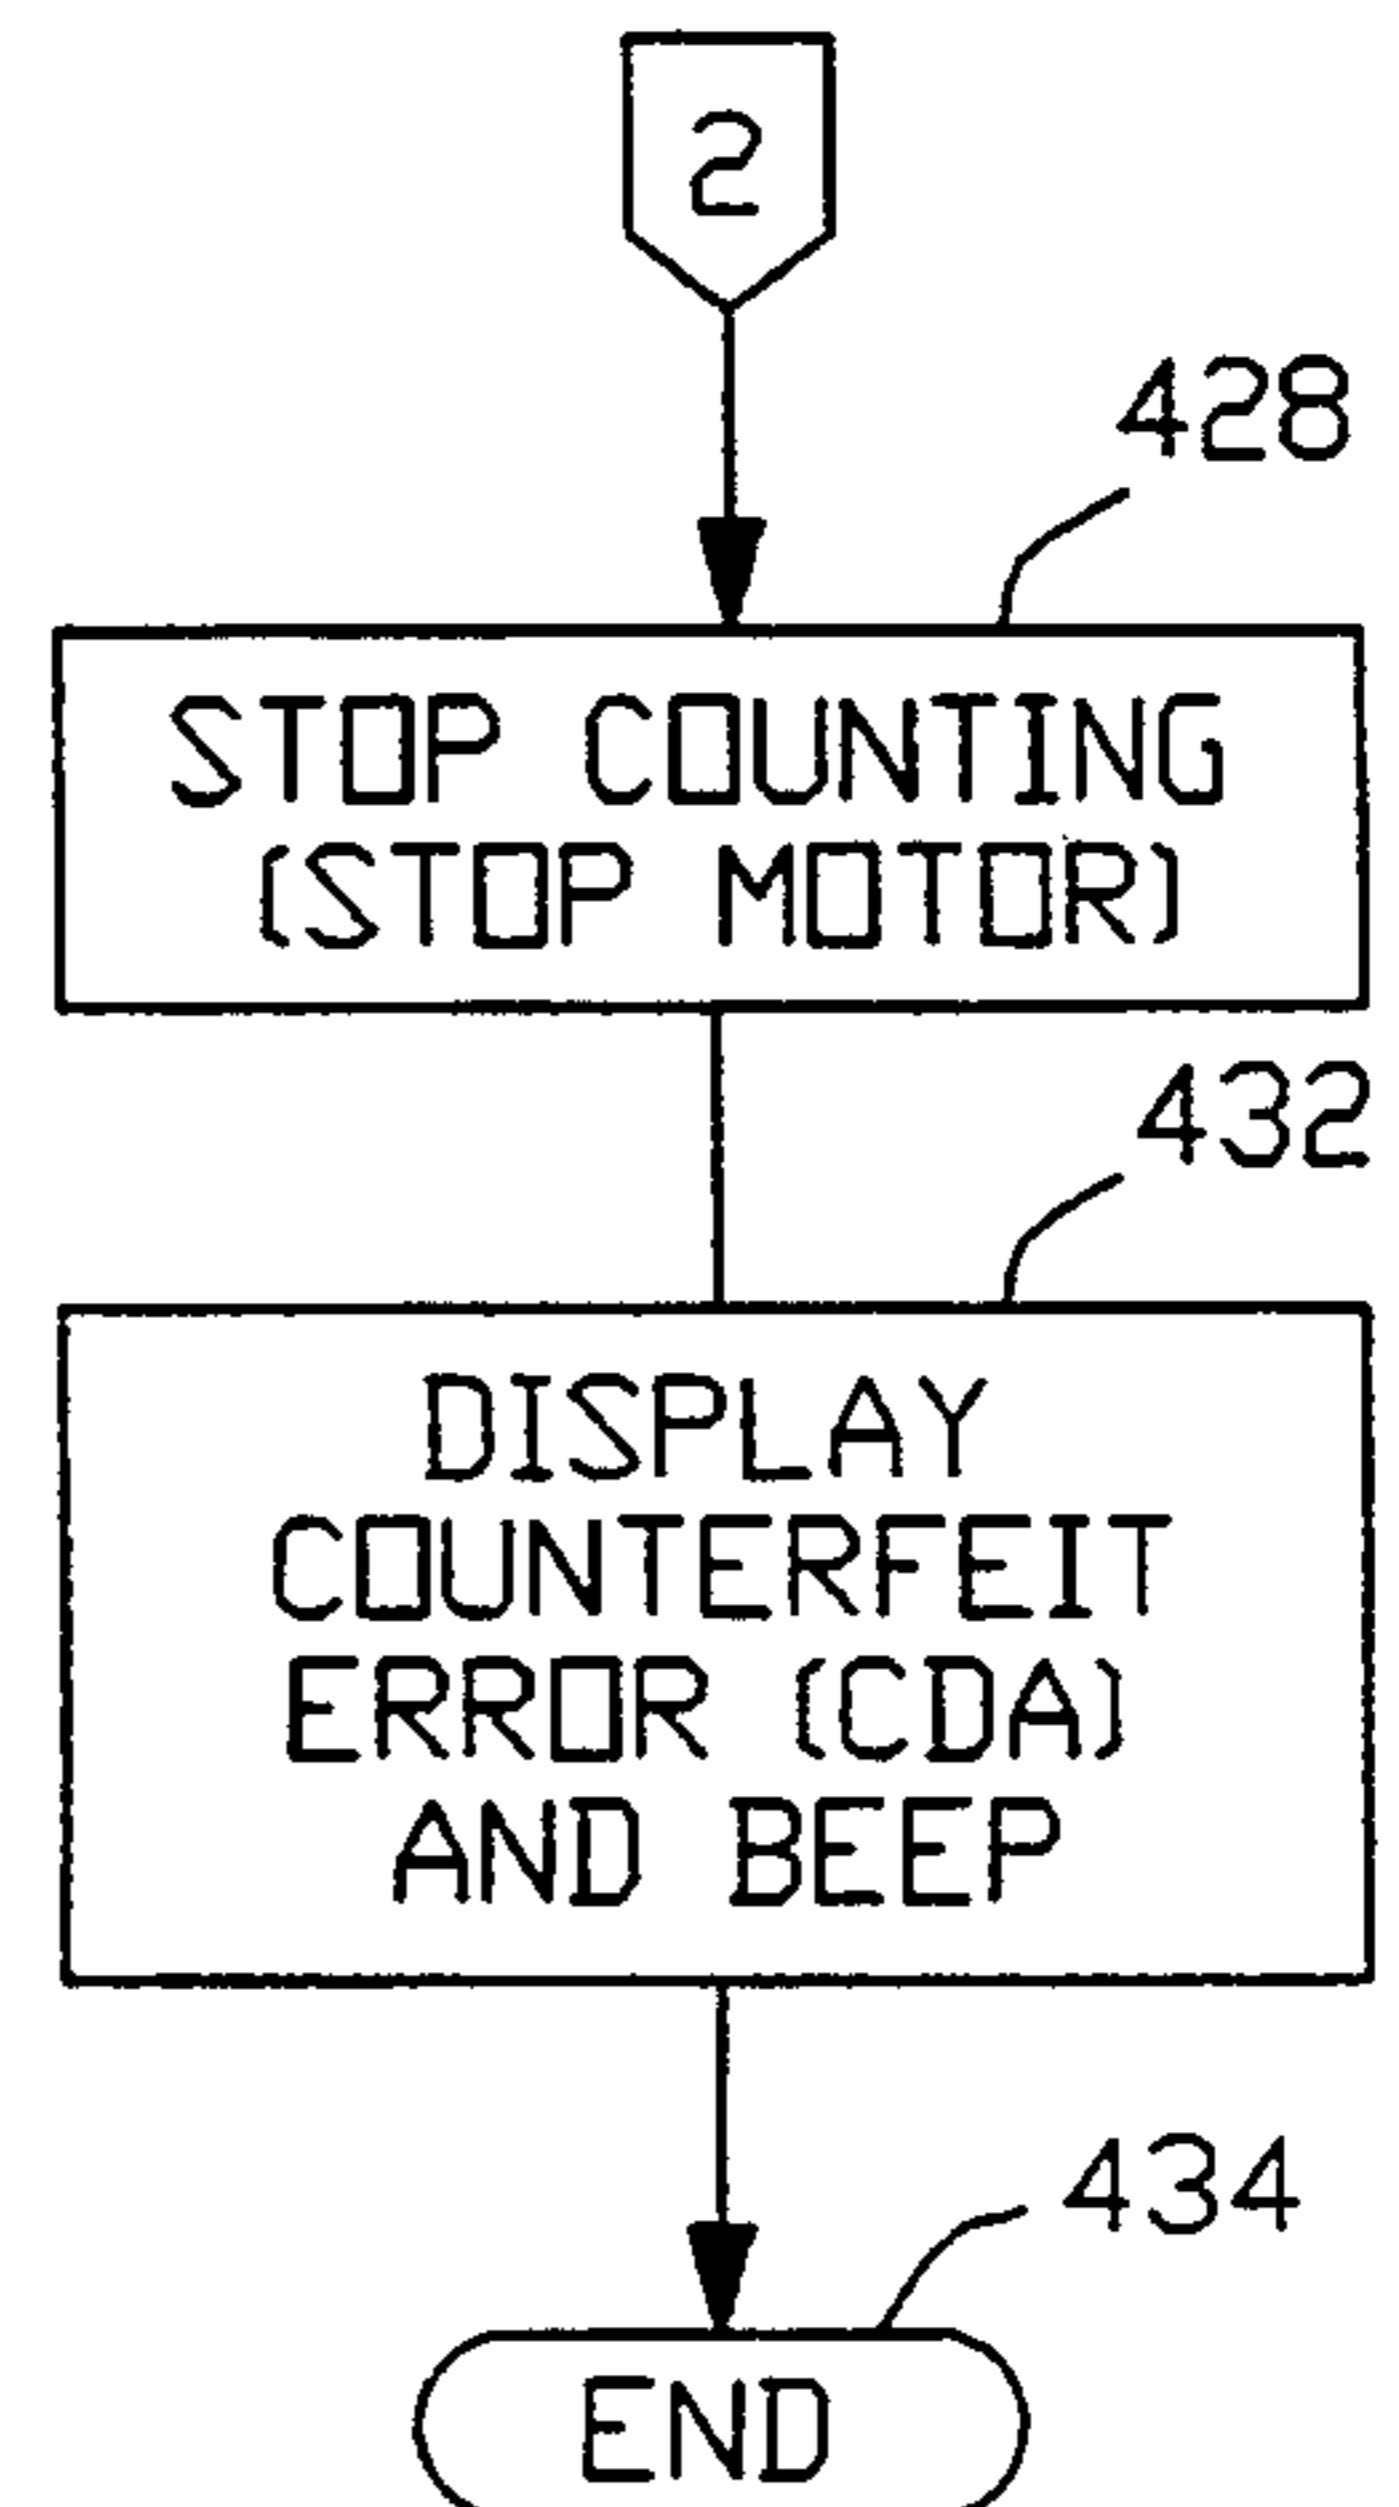 2
428
STOP COUNTING
(STOP MOTOR)
432
DISPLAY
COUNTERFEIT
ERROR (CDA)
AND BEEP
434
END